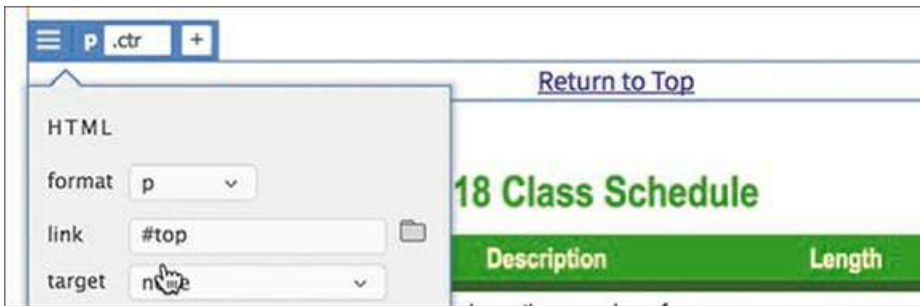 p .ctr +
Return to Top
HTML
format p
18 Class Schedule
link #top
Description Length
target